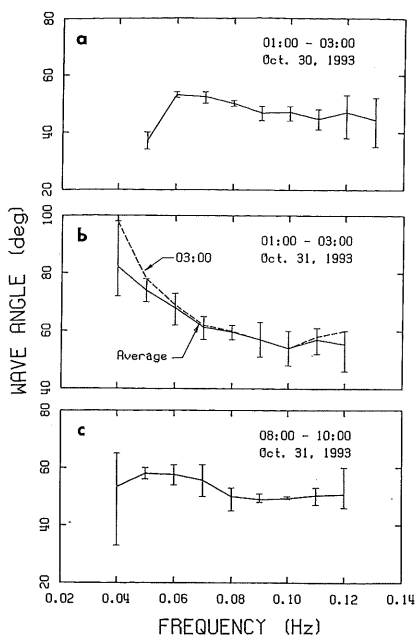 80
a
01:00 - 03:00
Oct. 30, 1993
60
40
20
100
b
01:00 - 03:00
Oct. 31, 1993
03:00
80
60
Average
40
80
c
08:00 - 10:00
Oct. 31, 1993
60
40
20
WAVE ANGLE (deg)
0.02 0.04 0.06 0.08 0.10 0.12 0.14
FREQUENCY (Hz)